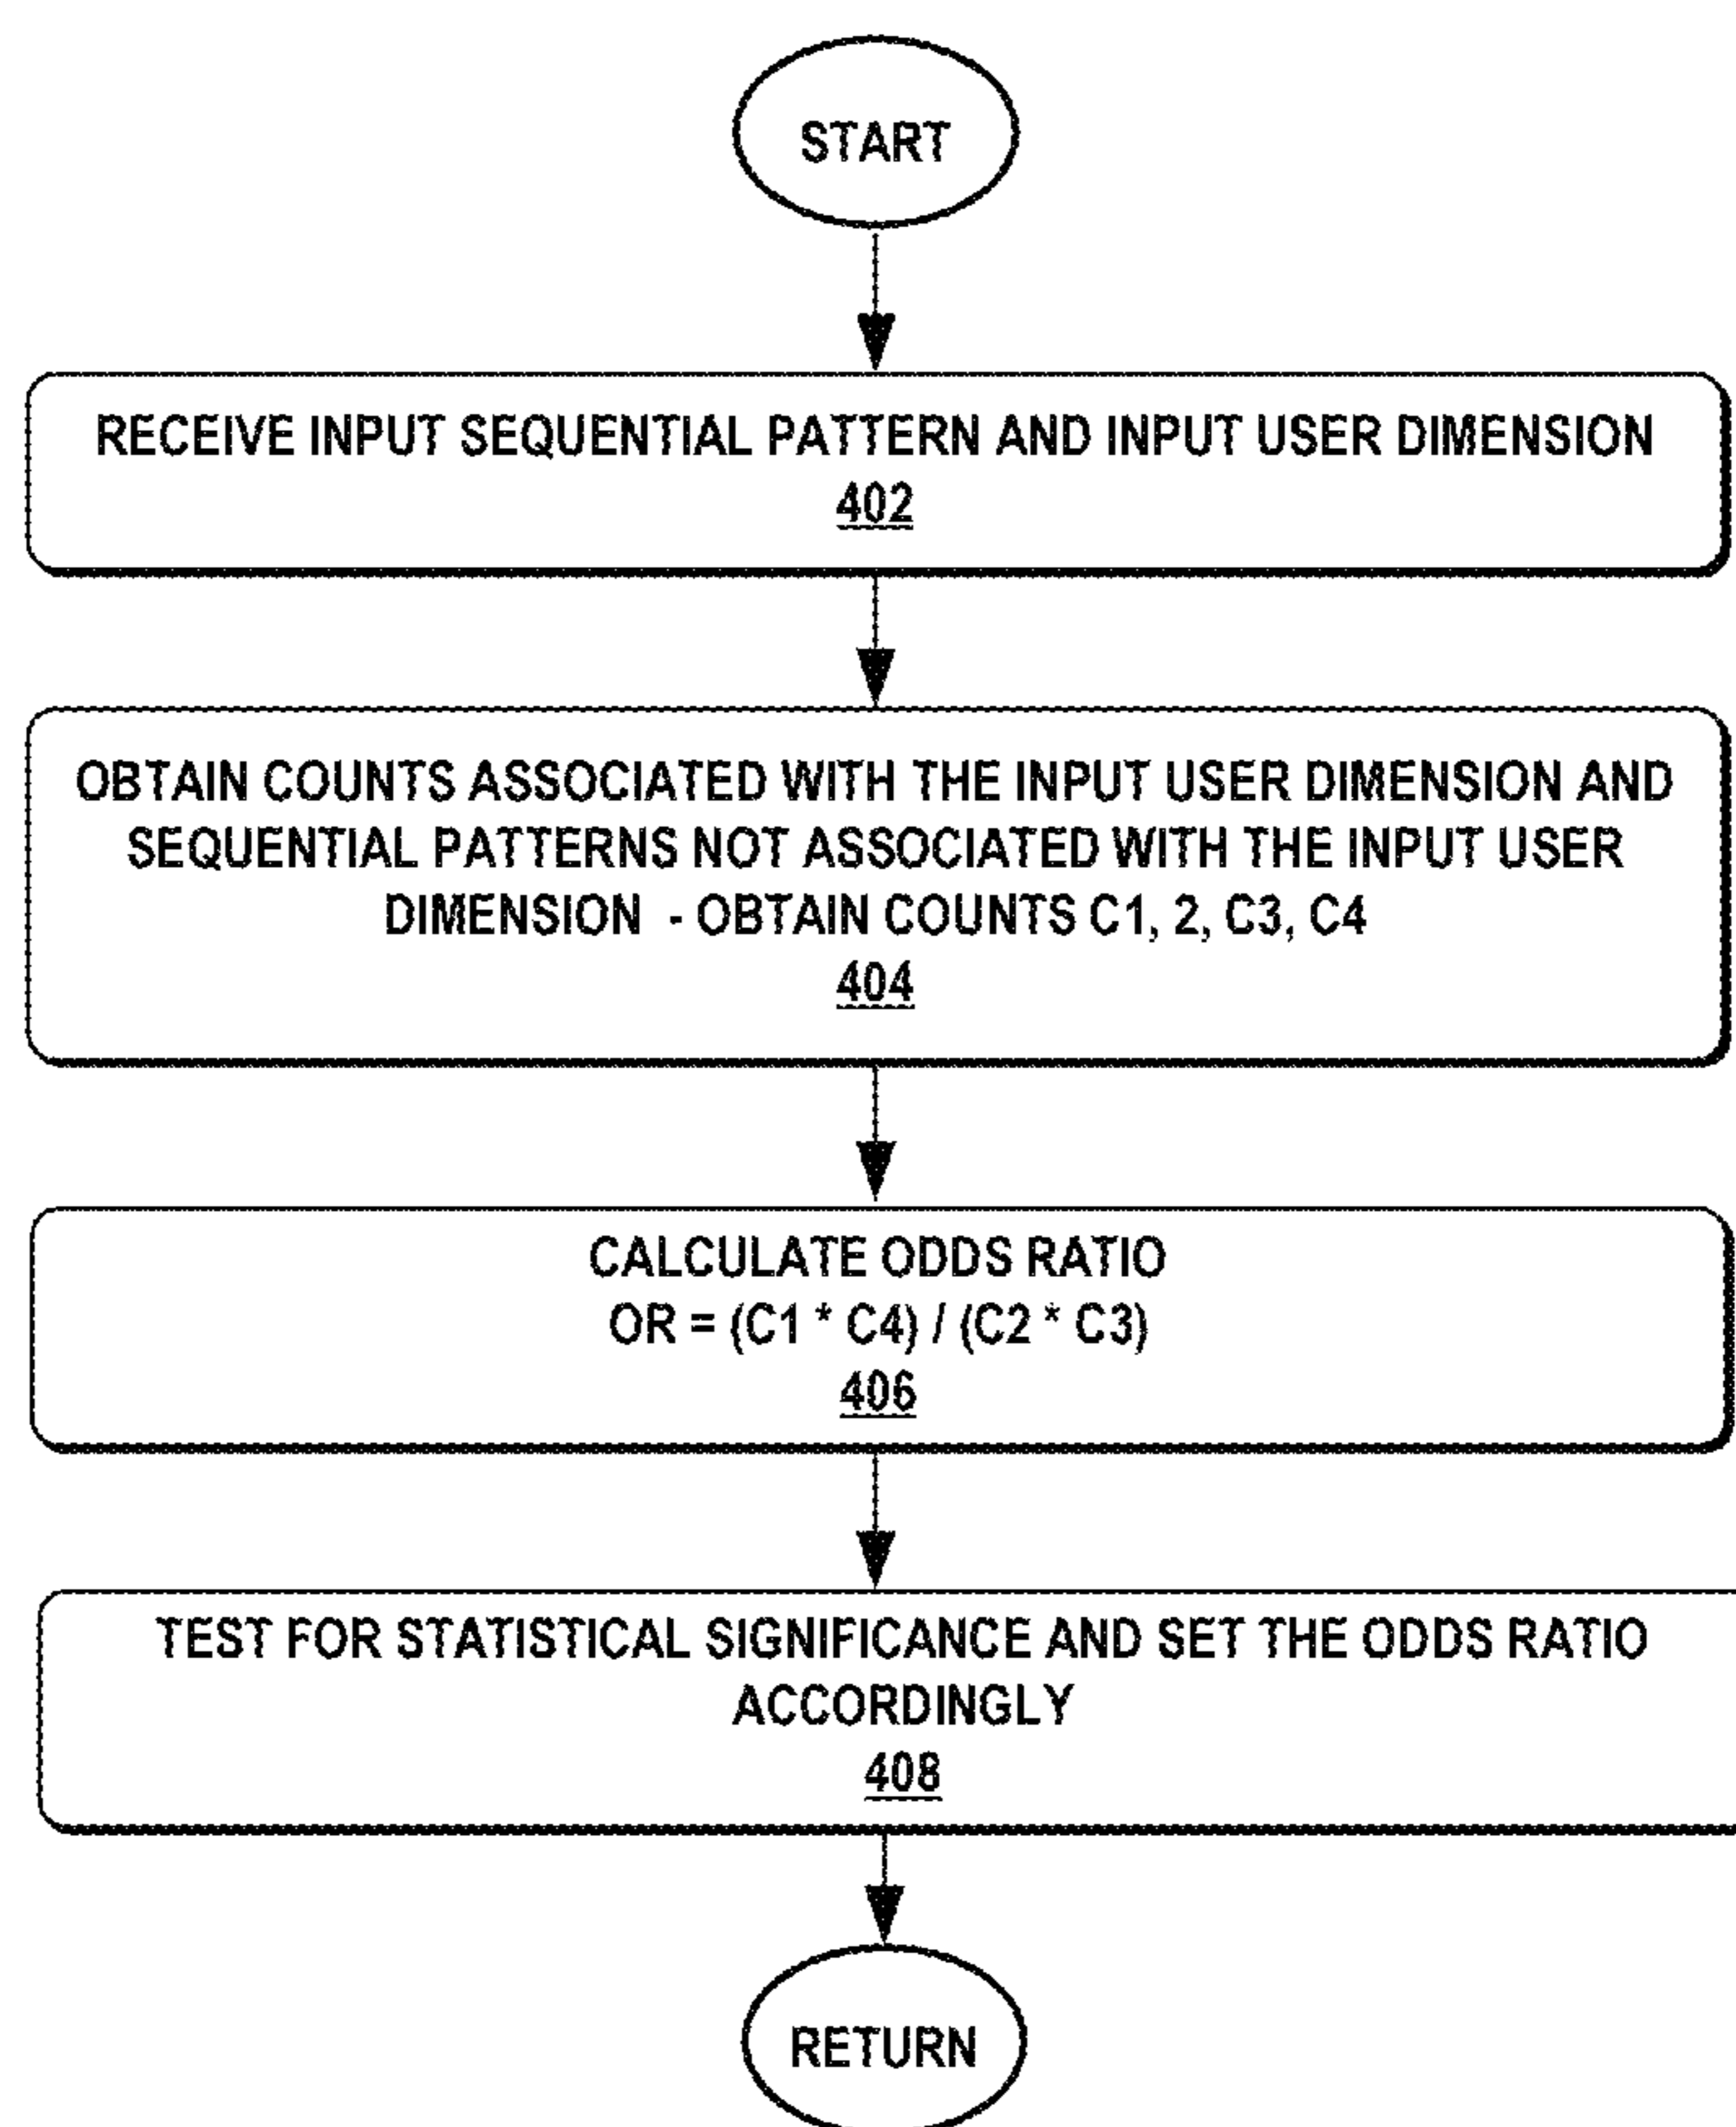 START
RECEIVE INPUT SEQUENTIAL PATTERN AND INPUT USER DIMENSION
402
OBTAIN COUNTS ASSOCIATED WITH THE INPUT USER DIMENSION AND
SEQUENTIAL PATTERNS NOT ASSOCIATED WITH THE INPUT USER
DIMENSION - OBTAIN COUNTS C1, 2, C3, C4
404
CALCULATE ODDS RATIO
OR = (C1 * C4) / (C2 * C3)
406
TEST FOR STATISTICAL SIGNIFICANCE AND SET THE ODDS RATIO
ACCORDINGLY
408
RETURN